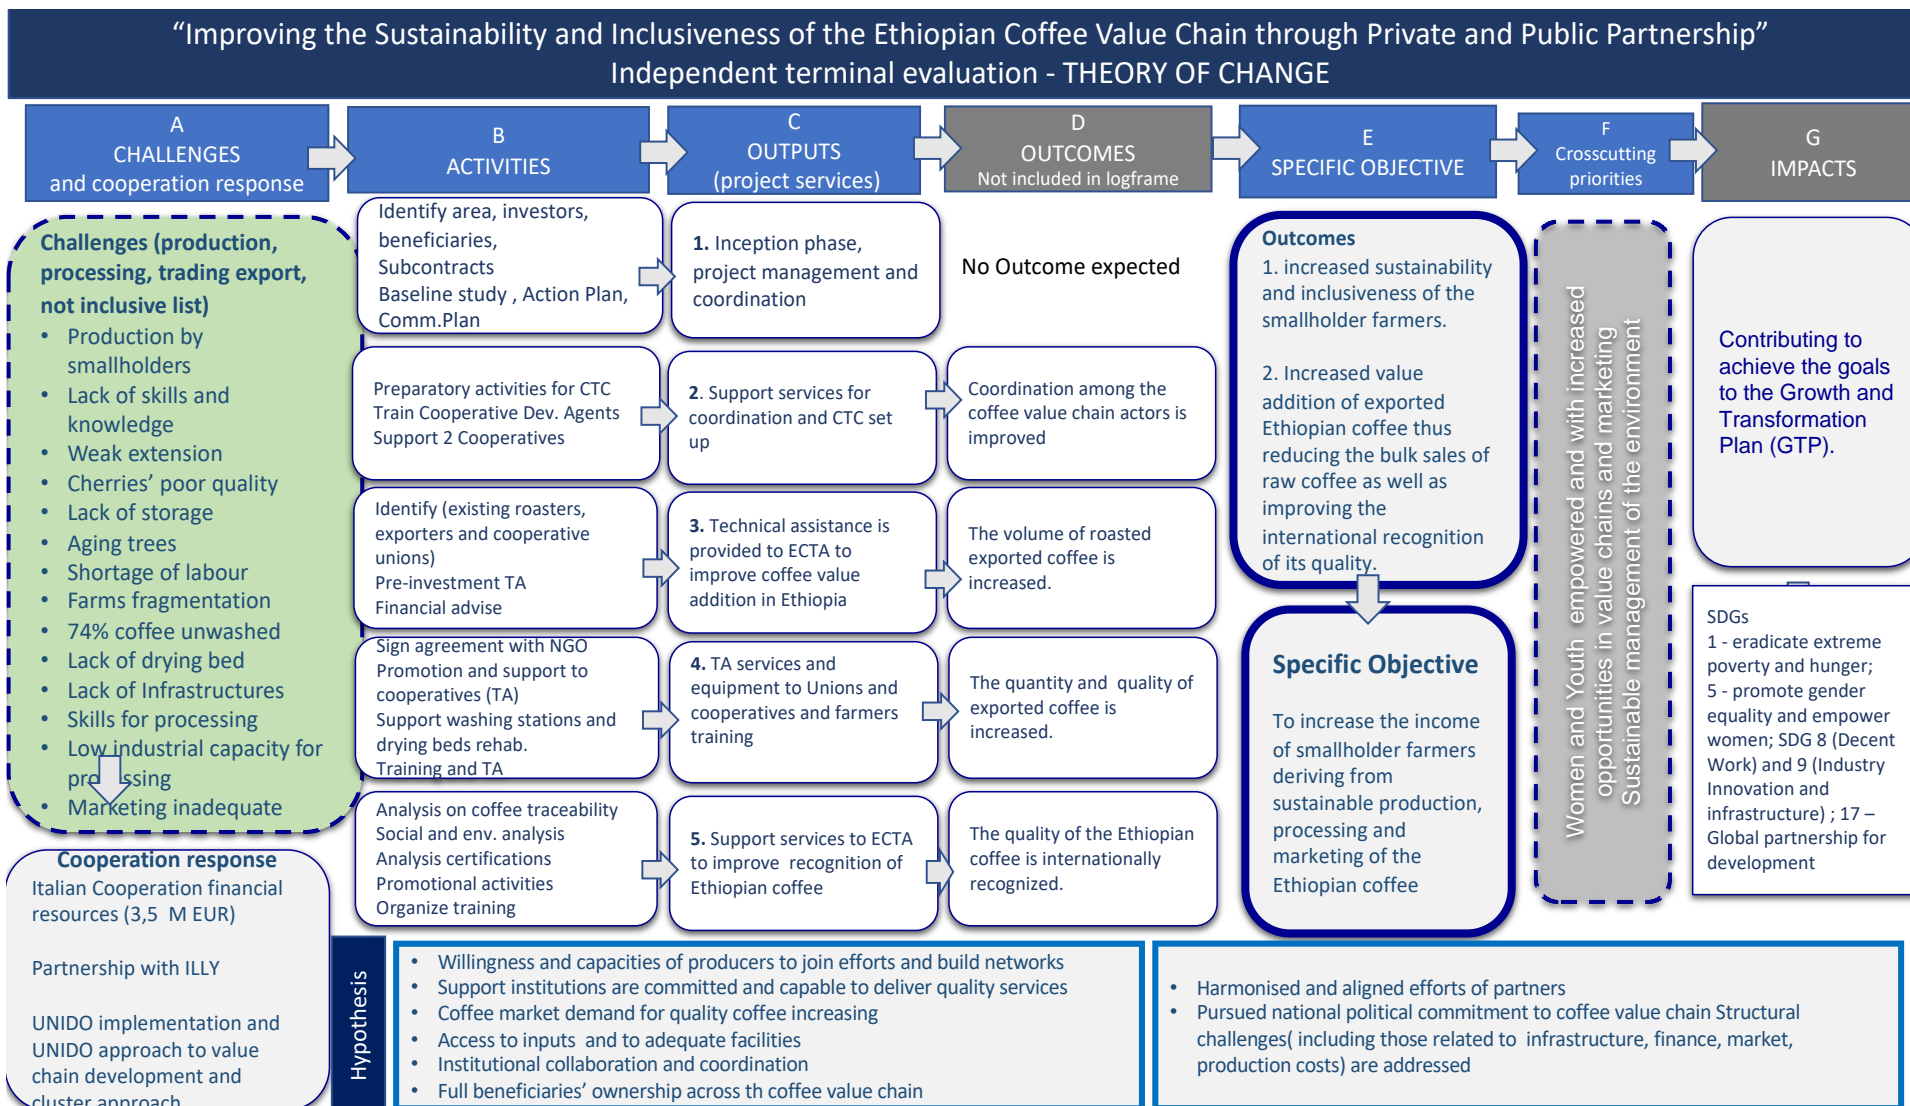 “Improving the Sustainability and Inclusiveness of the Ethiopian Coffee Value Chain through Private and Public Partnership”
Independent terminal evaluation - THEORY OF CHANGE
A
CHALLENGES
and cooperation response
B
ACTIVITIES
C
OUTPUTS
(project services)
D
OUTCOMES
Not included in logframe
E
SPECIFIC OBJECTIVE
F
Crosscutting
priorities
G
IMPACTS
Challenges (production,
processing, trading export,
not inclusive list)
• Production by
smallholders
• Lack of skills and
knowledge
• Weak extension
• Cherries’ poor quality
• Lack of storage
• Aging trees
• Shortage of labour
• Farms fragmentation
• 74% coffee unwashed
• Lack of drying bed
• Lack of Infrastructures
• Skills for processing
• Low industrial capacity for
processing
• Marketing inadequate
Cooperation response
Italian Cooperation financial
resources (3,5 M EUR)
Partnership with ILLY
UNIDO implementation and
UNIDO approach to value
chain development and
cluster approach
Identify area, investors,
beneficiaries,
Subcontracts
Baseline study , Action Plan,
Comm.Plan
Preparatory activities for CTC
Train Cooperative Dev. Agents
Support 2 Cooperatives
Identify (existing roasters,
exporters and cooperative
unions)
Pre-investment TA
Financial advise
Sign agreement with NGO
Promotion and support to
cooperatives (TA)
Support washing stations and
drying beds rehab.
Training and TA
Analysis on coffee traceability
Social and env. analysis
Analysis certifications
Promotional activities
Organize training
1. Inception phase,
project management and
coordination
2. Support services for
coordination and CTC set
up
3. Technical assistance is
provided to ECTA to
improve coffee value
addition in Ethiopia
4. TA services and
equipment to Unions and
cooperatives and farmers
training
5. Support services to ECTA
to improve recognition of
Ethiopian coffee
No Outcome expected
Coordination among the
coffee value chain actors is
improved
The volume of roasted
exported coffee is
increased.
The quantity and quality of
exported coffee is
increased.
The quality of the Ethiopian
coffee is internationally
recognized.
Outcomes
1. increased sustainability
and inclusiveness of the
smallholder farmers.
2. Increased value
addition of exported
Ethiopian coffee thus
reducing the bulk sales of
raw coffee as well as
improving the
international recognition
of its quality.
Specific Objective
To increase the income
of smallholder farmers
deriving from
sustainable production,
processing and
marketing of the
Ethiopian coffee
Women and Youth empowered and with increased
opportunities in value chains and marketing
Sustainable management of the environment
Contributing to
achieve the goals
to the Growth and
Transformation
Plan (GTP).
SDGs
1 - eradicate extreme
poverty and hunger;
5 - promote gender
equality and empower
women; SDG 8 (Decent
Work) and 9 (Industry
Innovation and
infrastructure) ; 17 –
Global partnership for
development
Hypothesis
• Willingness and capacities of producers to join efforts and build networks
• Support institutions are committed and capable to deliver quality services
• Coffee market demand for quality coffee increasing
• Access to inputs and to adequate facilities
• Institutional collaboration and coordination
• Full beneficiaries’ ownership across th coffee value chain
• Harmonised and aligned efforts of partners
• Pursued national political commitment to coffee value chain Structural
challenges( including those related to infrastructure, finance, market,
production costs) are addressed